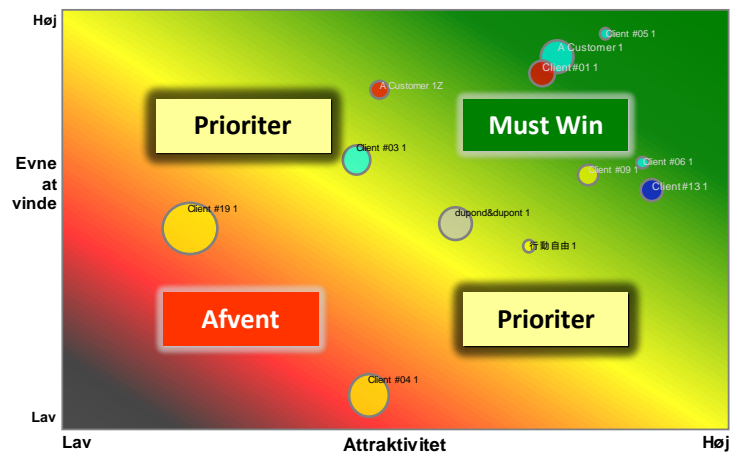 Høj
Client #05 1
A Customer 1
Client #01 1
A Customer 1Z
Prioriter
Must Win
Client #03 1
Evne
at
vinde
Client #06 1
Client #09 1
Client #13 1
Client #19 1
dupond&dupont 1
行動自由 1
Afvent
Prioriter
Client #04 1
Lav
Lav
Attraktivitet
Høj